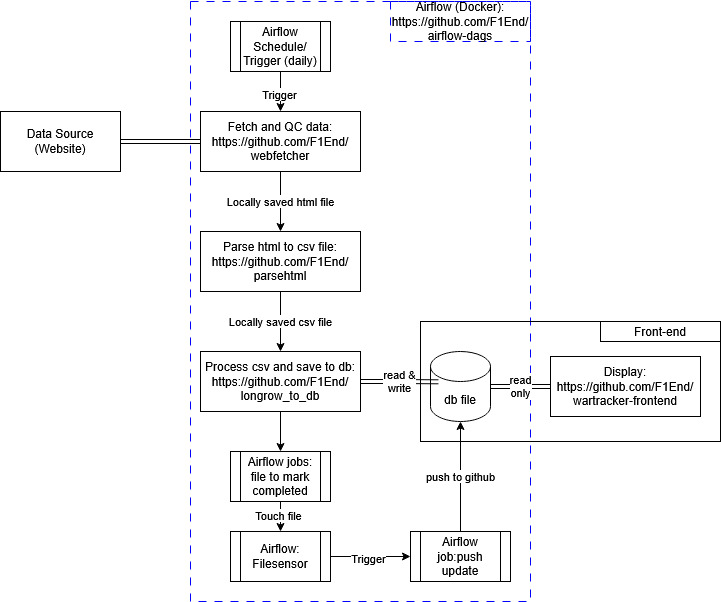 Airflow (Docker):
https://github.com/F1End/
airflow-dags
Airflow
Schedule/
Trigger (daily)
Trigger
Data Source
(Website)
Fetch and QC data:
https://github.com/F1End/
webfetcher
Locally saved html file
Parse html to csv file:
https://github.com/F1End/
parsehtml
Locally saved csv file
Front-end
Process csv and save to db:
https://github.com/F1End/
longrow_to_db
read &
write
db file
read
only
Display:
https://github.com/F1End/
wartracker-frontend
Airflow jobs:
file to mark
completed
push to github
Touch file
Airflow:
Filesensor
Trigger
Airflow
job:push
update